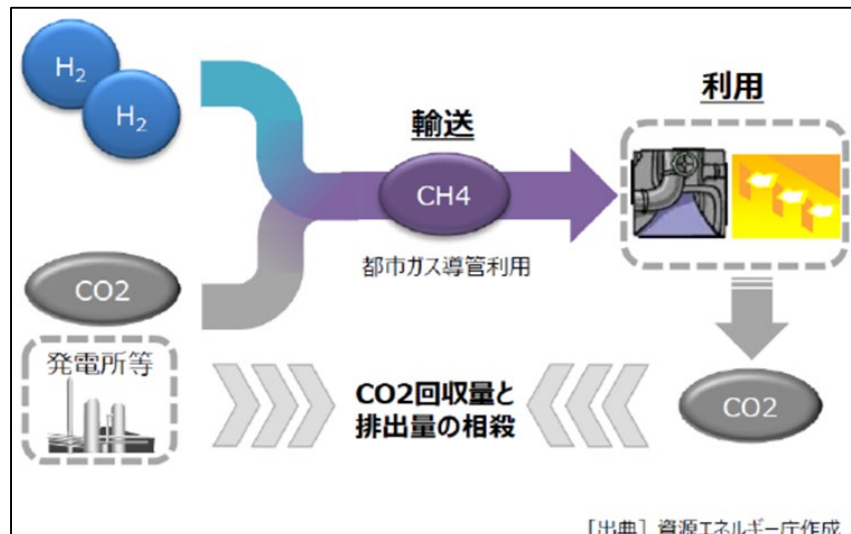 H2
H2
輸送
利用
CH4
都市ガス導管利用
CO2
発電所等
CO2回収量と
排出量の相殺
CO2
[出典] 資源エネルギー庁作成